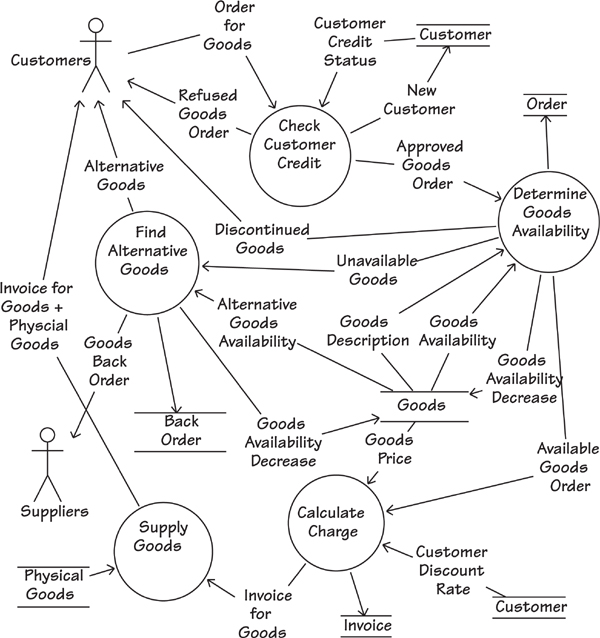 Order
for
Goods
Customer
Credit
Status
Customer
Customers
Refused
Goods
Order
New
Customer
Check
Customer
Credit
Order
Approved
Goods
Order
Alternative
Goods
Determine
Goods
Availability
Find
Alternative
Goods
Discontinued
Goods
Unavailable
Goods
Invoice for
Goods +
Physcial
Goods
Alternative
Goods
Availability
Goods
Description
Goods
Availability
Goods
Back
Order
Goods
Availability
Decrease
Goods
Back
Order
Goods
Availability
Decrease
Goods
Price
Available
Goods
Order
Suppliers
Supply
Goods
Calculate
Charge
Physical
Goods
Customer
Discount
Rate
Invoice
for
Goods
Invoice
Customer